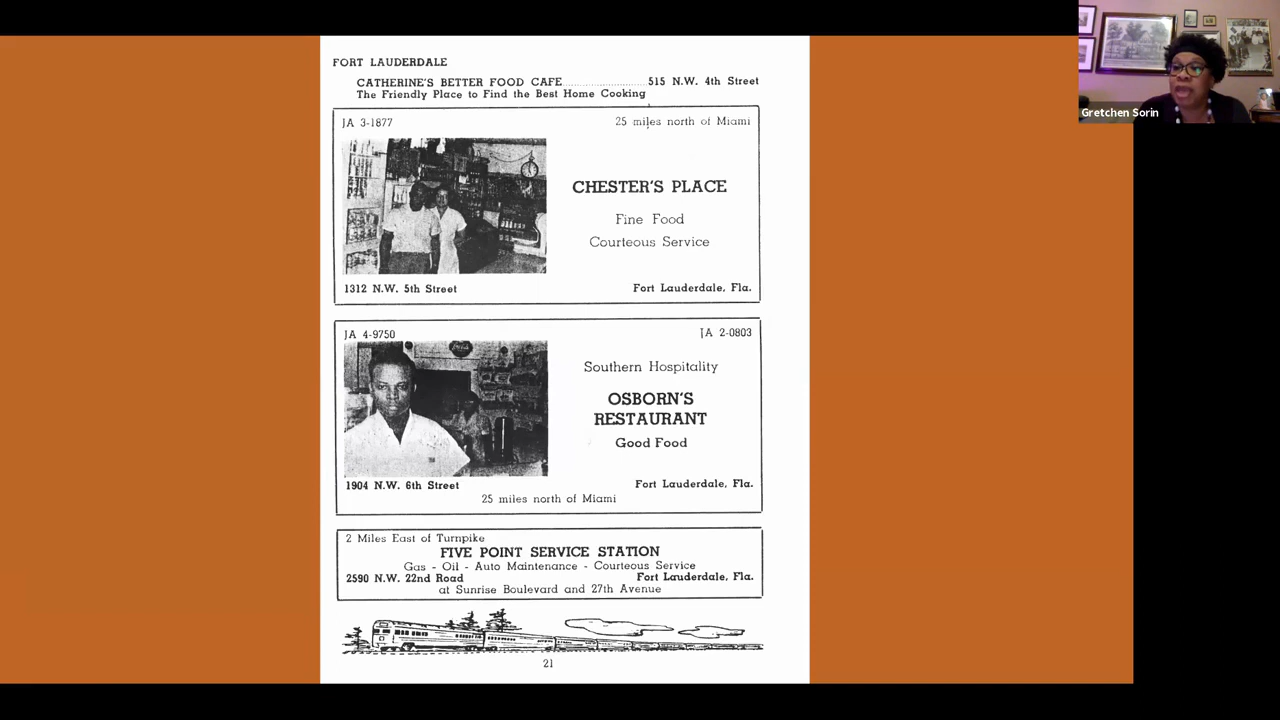 FORT LAUDERDALE
CATHERINE'S BETTER FOOD CAFE..........................515 N.W. 4th Street
The Friendly Place to Find the Best Home Cooking
JA 3-1877 25 miles north of Miami
CHESTER'S PLACE
Fine Food
Courteous Service
1312 N.W. 5th Street Fort Lauderdale, Fla.
JA 4-9750 JA 2-0803
Southern Hospitality
OSBORN'S
RESTAURANT
Good Food
1904 N.W. 6th Street Fort Lauderdale, Fla.
25 miles north of Miami
2 Miles East of Turnpike
FIVE POINT SERVICE STATION
Gas - Oil - Auto Maintenance - Courteous Service
2590 N.W. 22nd Road Fort Lauderdale, Fla.
at Sunrise Boulevard and 27th Avenue
21
Gretchen Sorin